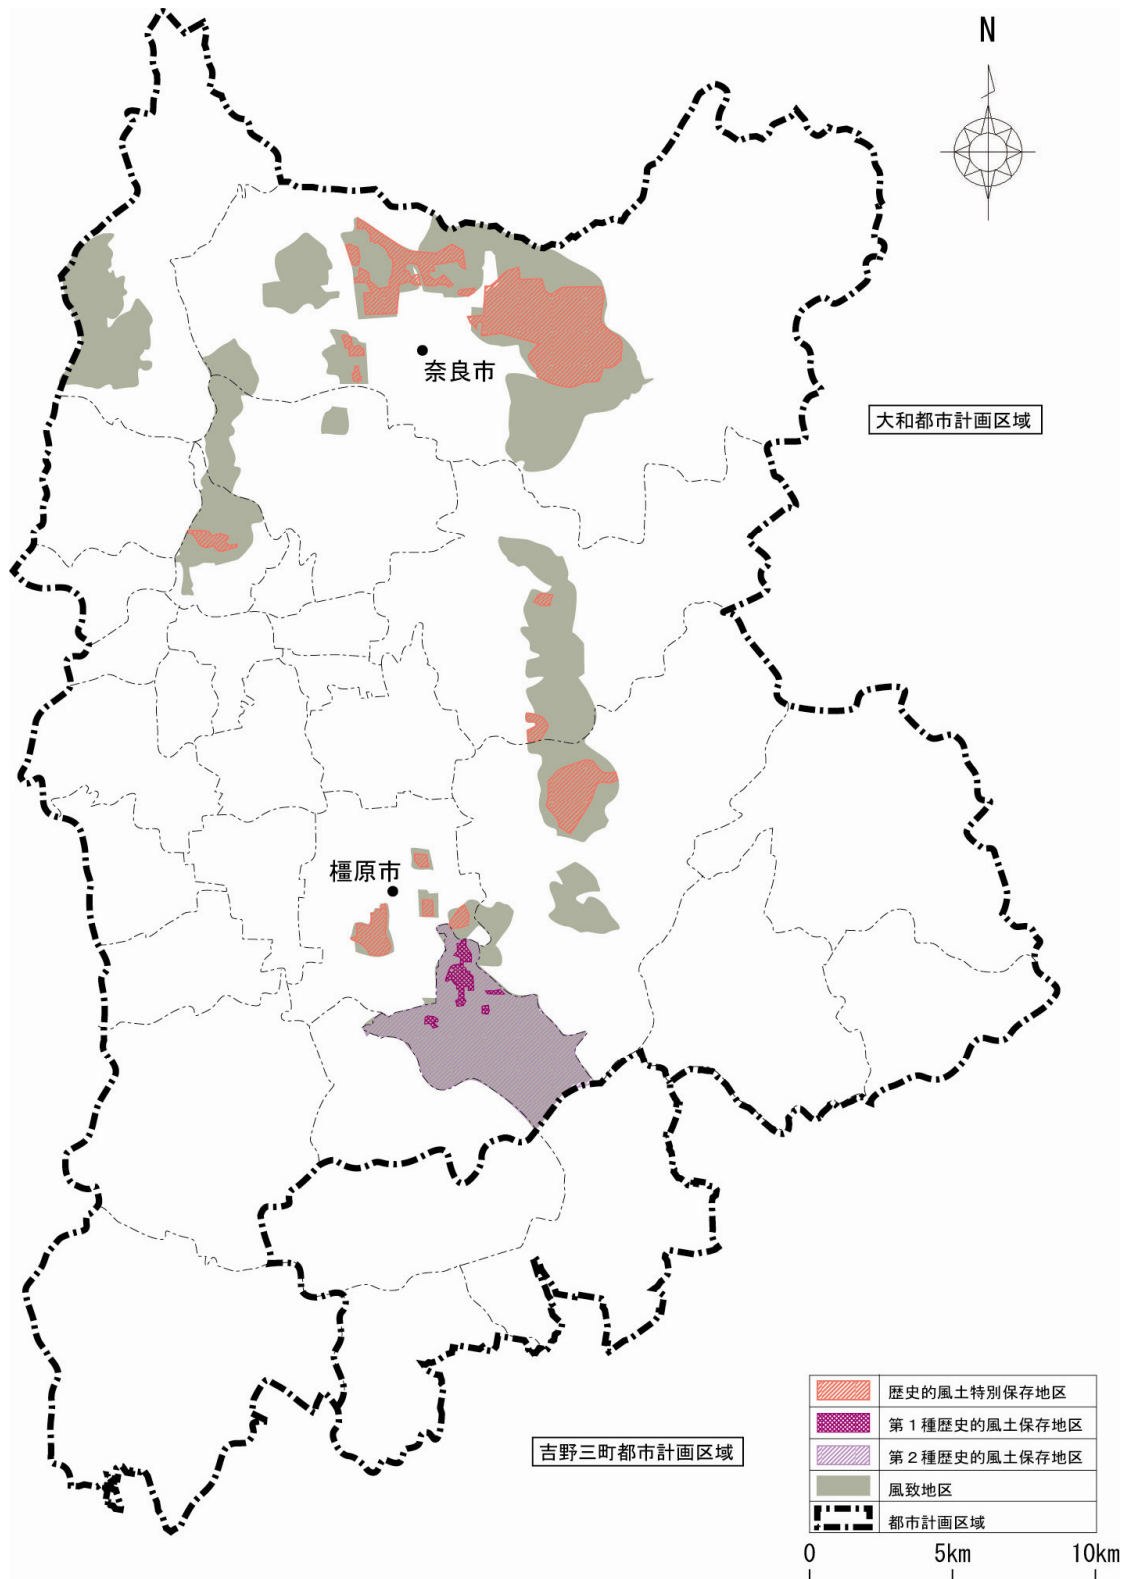 N
奈良市
大和都市計画区域
橿原市
歴史的風土特別保存地区
第1種歴史的風土保存地区
第2種歴史的風土保存地区
風致地区
都市計画区域
吉野三町都市計画区域
0 5km 10km